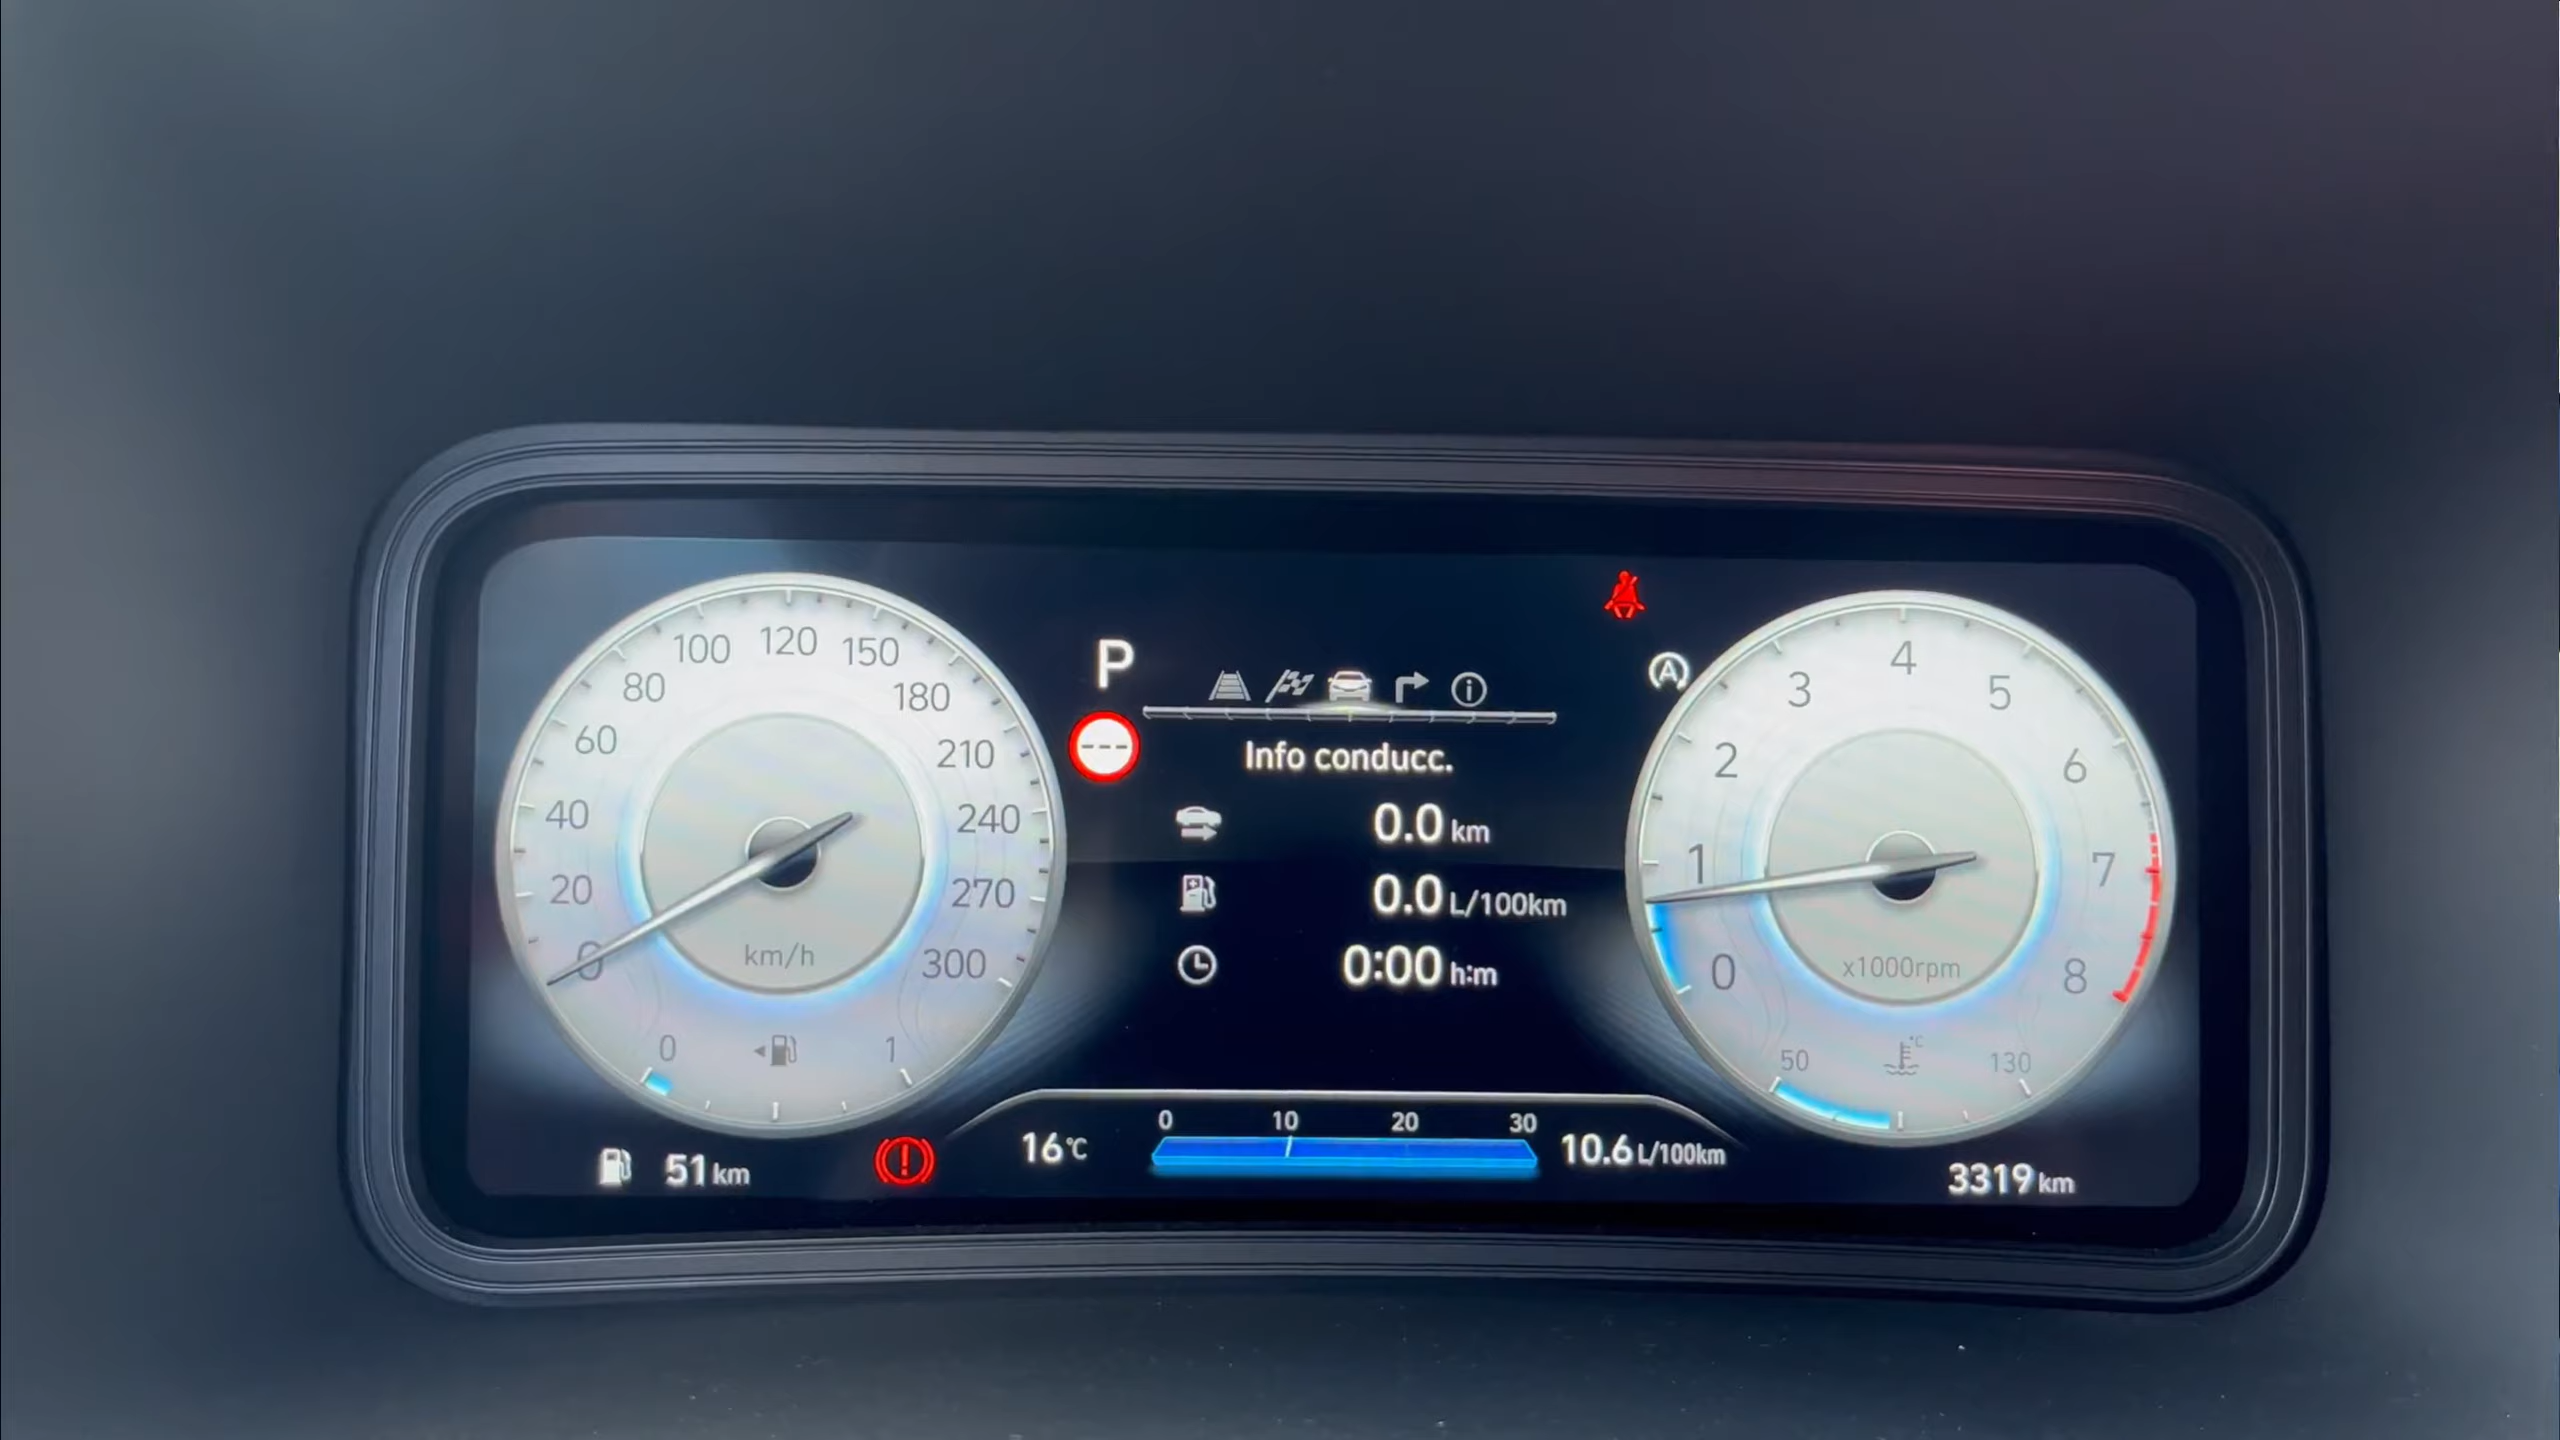 100 120 150
80 180
60 210
40 240
20 270
0 300
km/h
0 1
51 km
P
---
Info conducc.
0.0 km
0.0 L/100km
0:00 h:m
A
0 10 20 30
16°C
10.6 L/100km
4
3 5
2 6
1 7
0 8
x1000rpm
50 °C 130
3319 km